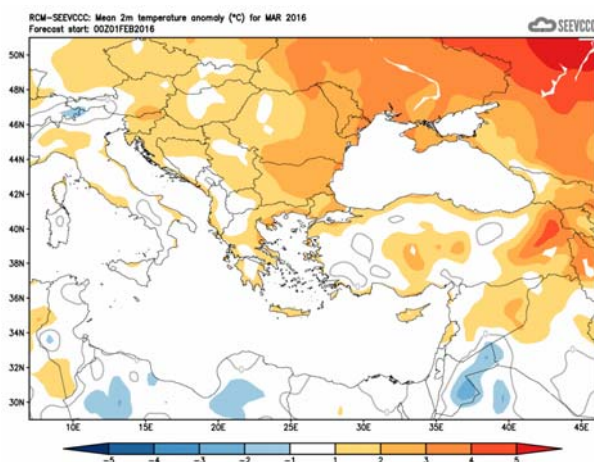 RCM-SEEVCCC: Mean 2m temperature anomaly (°C) for MAR 2016
Forecast start: 00Z01FEB2016
SEEVCCC
50N
48N
46N
44N
42N
40N
38N
36N
34N
32N
30N
10E 15E 20E 25E 30E 35E 40E 45E
-5 -4 -3 -2 -1 1 2 3 4 5